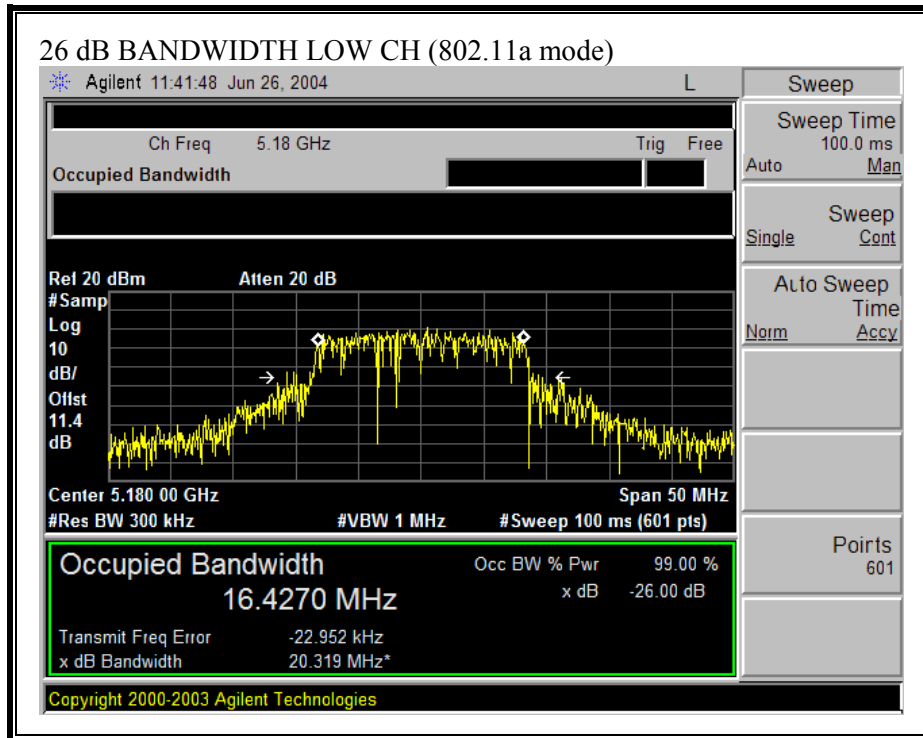 26 dB BANDWIDTH LOW CH (802.11a mode)
Agilent 11:41:48 Jun 26, 2004 L
Sweep
Ch Freq 5.18 GHz Trig Free
Occupied Bandwidth
Sweep Time
100.0 ms
Auto Man
Sweep
Single Cont
Auto Sweep
Time
Norm Accy
Ref 20 dBm Atten 20 dB
#Samp
Log
10
dB/
Offst
11.4
dB
Center 5.180 00 GHz Span 50 MHz
#Res BW 300 kHz #VBW 1 MHz #Sweep 100 ms (601 pts)
Points
601
Occupied Bandwidth
16.4270 MHz
Occ BW % Pwr 99.00 %
x dB -26.00 dB
Transmit Freq Error -22.952 kHz
x dB Bandwidth 20.319 MHz*
Copyright 2000-2003 Agilent Technologies